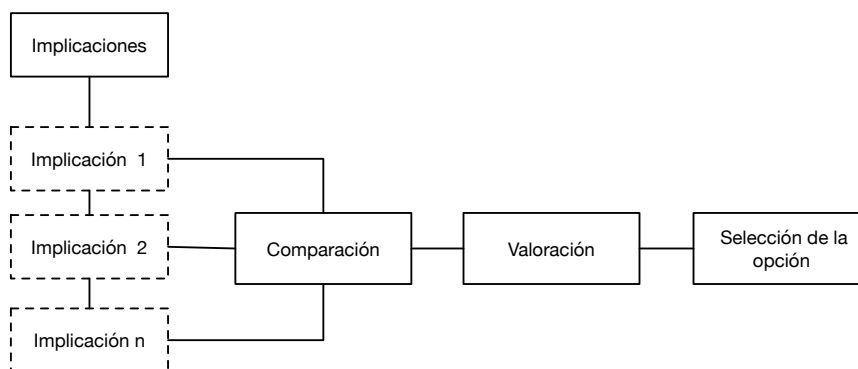 Implicaciones
Implicación 1
Implicación 2
Implicación n
Comparación
Valoración
Selección de la
opción